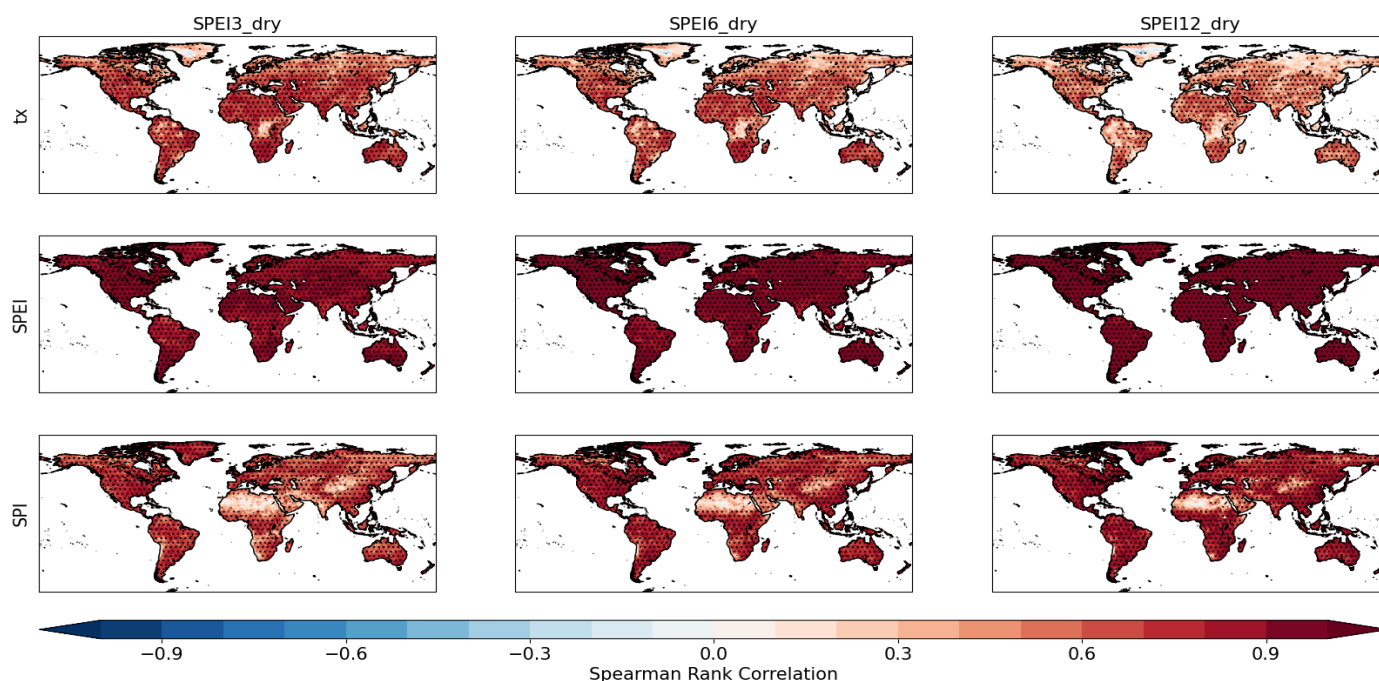 SPEI3_dry SPEI6_dry SPEI12_dry
tx
SPEI
SPI
−0.9 −0.6 −0.3 0.0 0.3 0.6 0.9
Spearman Rank Correlation